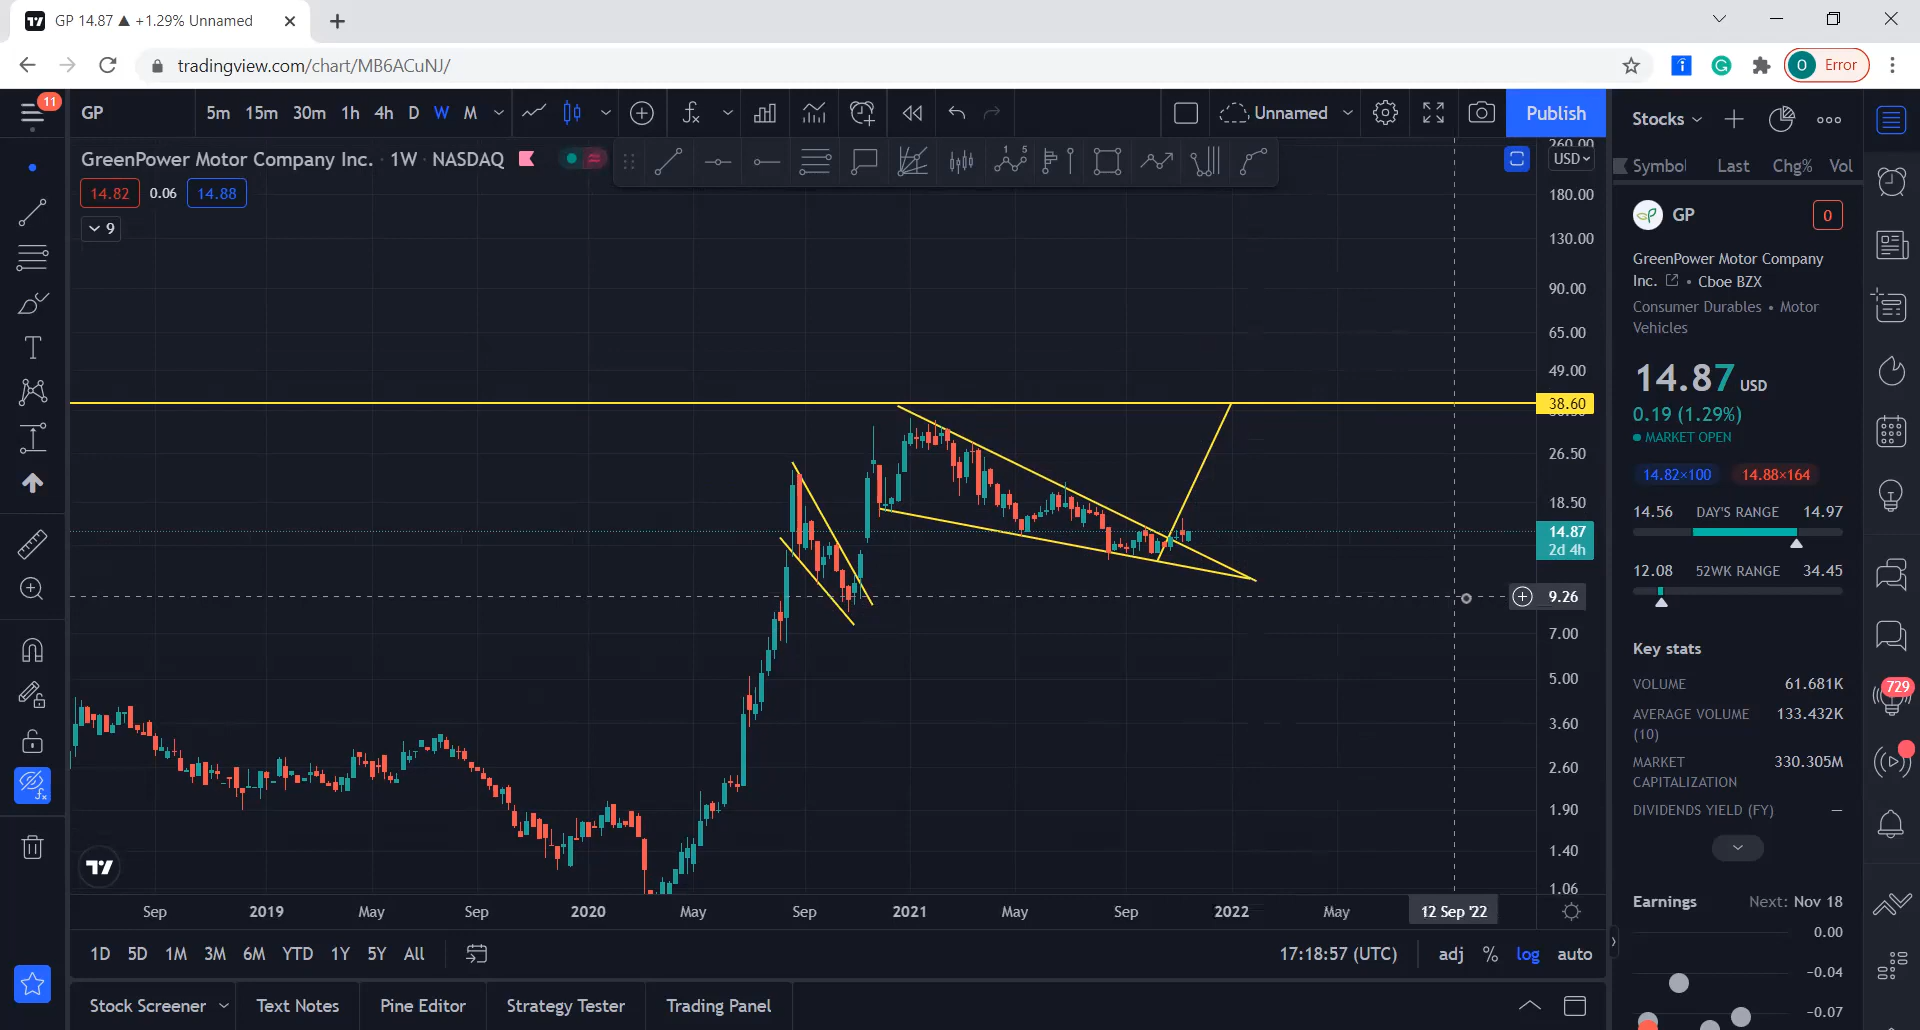 GP 14.87 ▲ +1.29% Unnamed
tradingview.com/chart/MB6ACuNJ/
O Error
11
GP 5m 15m 30m 1h 4h D W M Unnamed Publish
GreenPower Motor Company Inc. · 1W · NASDAQ
14.82 0.06 14.88
9
USD
180.00
130.00
90.00
65.00
49.00
38.60
26.50
18.50
14.87
2d 4h
9.26
7.00
5.00
3.60
2.60
1.90
1.40
1.06
Sep 2019 May Sep 2020 May Sep 2021 May Sep 2022 May 12 Sep '22
1D 5D 1M 3M 6M YTD 1Y 5Y All 17:18:57 (UTC) adj % log auto
Stock Screener Text Notes Pine Editor Strategy Tester Trading Panel
Stocks
Symbol Last Chg% Vol
GP 0
GreenPower Motor Company
Inc. • Cboe BZX
Consumer Durables • Motor
Vehicles
14.87 USD
0.19 (1.29%)
MARKET OPEN
14.82×100 14.88×164
14.56 DAY'S RANGE 14.97
12.08 52WK RANGE 34.45
Key stats
VOLUME 61.681K
AVERAGE VOLUME 133.432K
(10)
MARKET 330.305M
CAPITALIZATION
DIVIDENDS YIELD (FY) —
Earnings Next: Nov 18
0.00
-0.04
-0.07
729